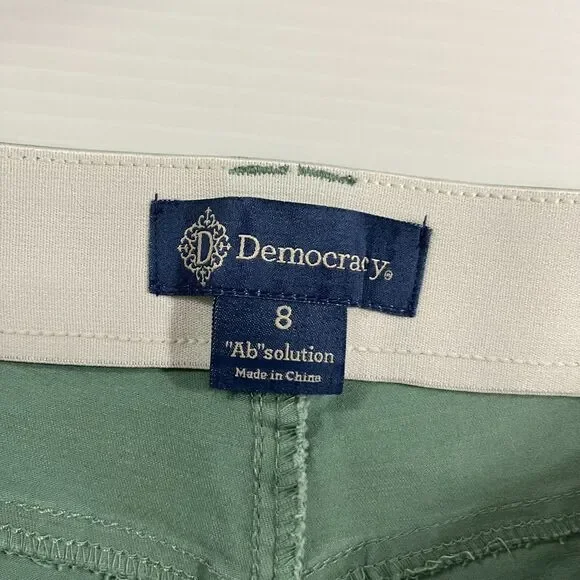 D Democracy®
8
"Ab"solution
Made in China